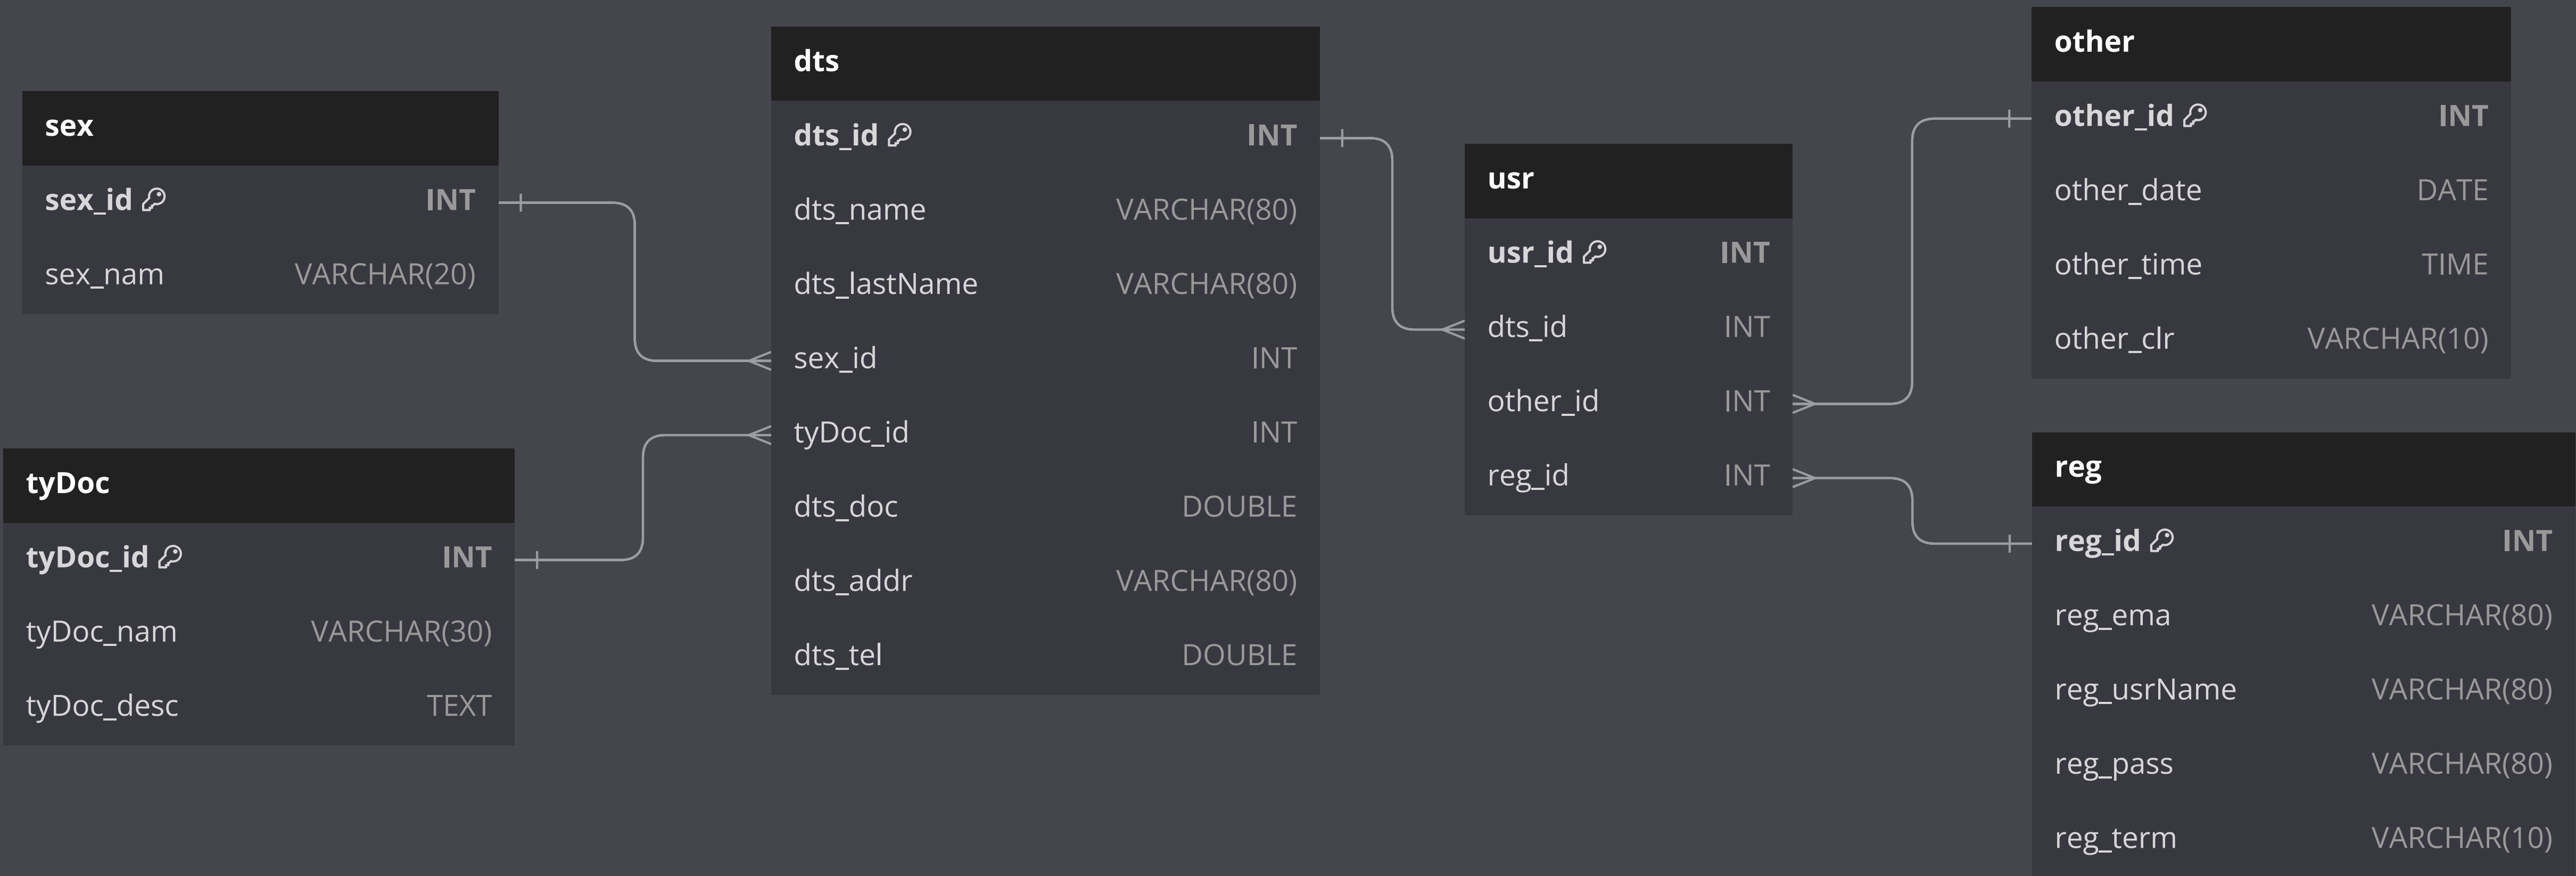 sex
sex_id INT
sex_nam VARCHAR(20)
tyDoc
tyDoc_id INT
tyDoc_nam VARCHAR(30)
tyDoc_desc TEXT
dts
dts_id INT
dts_name VARCHAR(80)
dts_lastName VARCHAR(80)
sex_id INT
tyDoc_id INT
dts_doc DOUBLE
dts_addr VARCHAR(80)
dts_tel DOUBLE
usr
usr_id INT
dts_id INT
other_id INT
reg_id INT
other
other_id INT
other_date DATE
other_time TIME
other_clr VARCHAR(10)
reg
reg_id INT
reg_ema VARCHAR(80)
reg_usrName VARCHAR(80)
reg_pass VARCHAR(80)
reg_term VARCHAR(10)